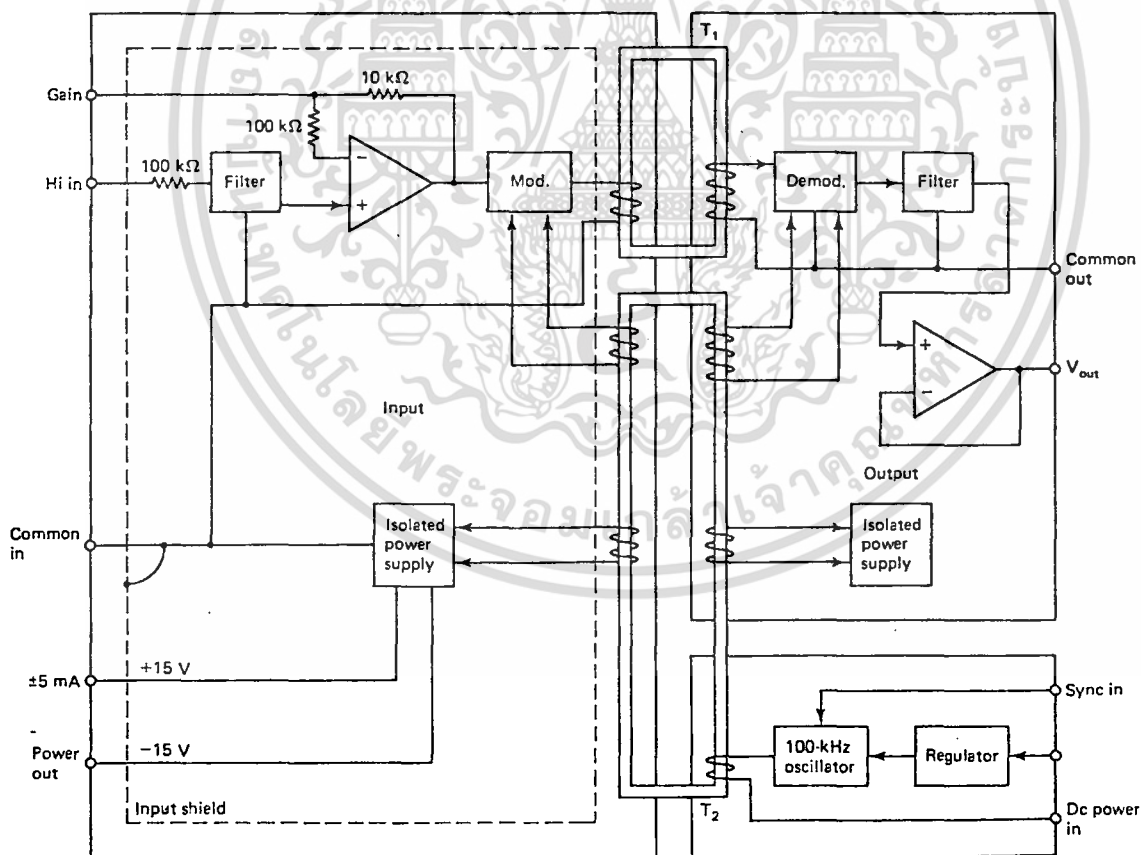 T1
10 kΩ
Gain
100 kΩ
100 kΩ
Hi in
Filter
−
+
Mod.
Demod.
Filter
Common
out
+
−
Vout
Input
Output
Common
in
Isolated
power
supply
Isolated
power
supply
±5 mA
+15 V
Power
out
−15 V
Input shield
Sync in
100-kHz
oscillator
Regulator
T2
Dc power
in